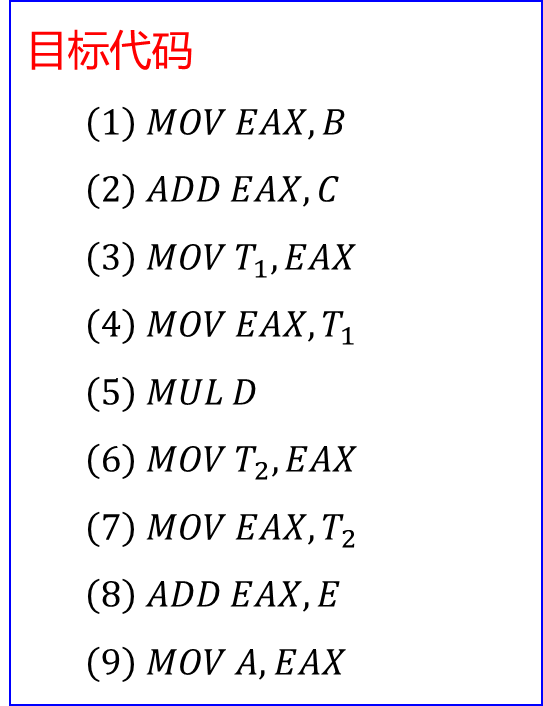 目标代码
(1) MOV EAX, B
(2) ADD EAX, C
(3) MOV T₁, EAX
(4) MOV EAX, T₁
(5) MUL D
(6) MOV T₂, EAX
(7) MOV EAX, T₂
(8) ADD EAX, E
(9) MOV A, EAX